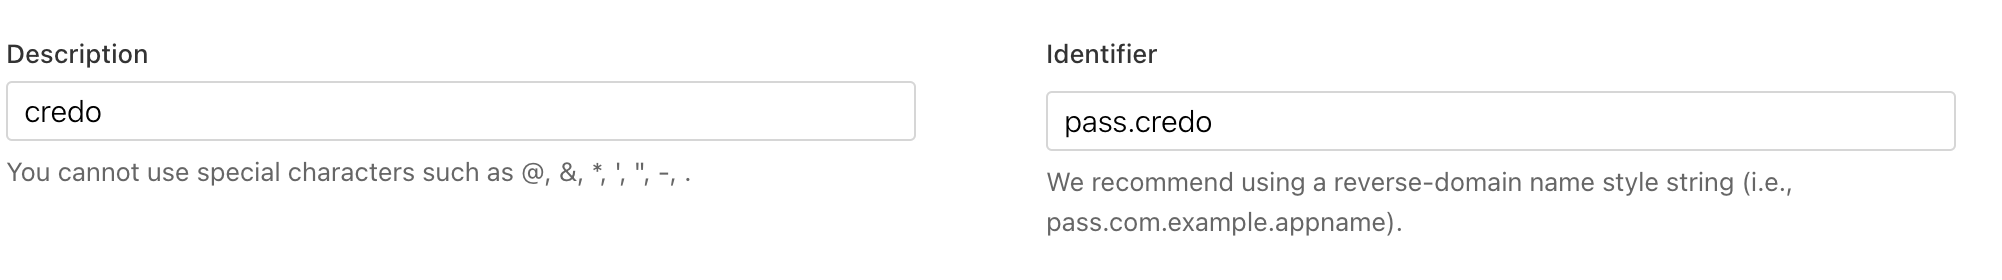 Description
credo
You cannot use special characters such as @, &, *, ', ", -, .
Identifier
pass.credo
We recommend using a reverse-domain name style string (i.e.,
pass.com.example.appname).